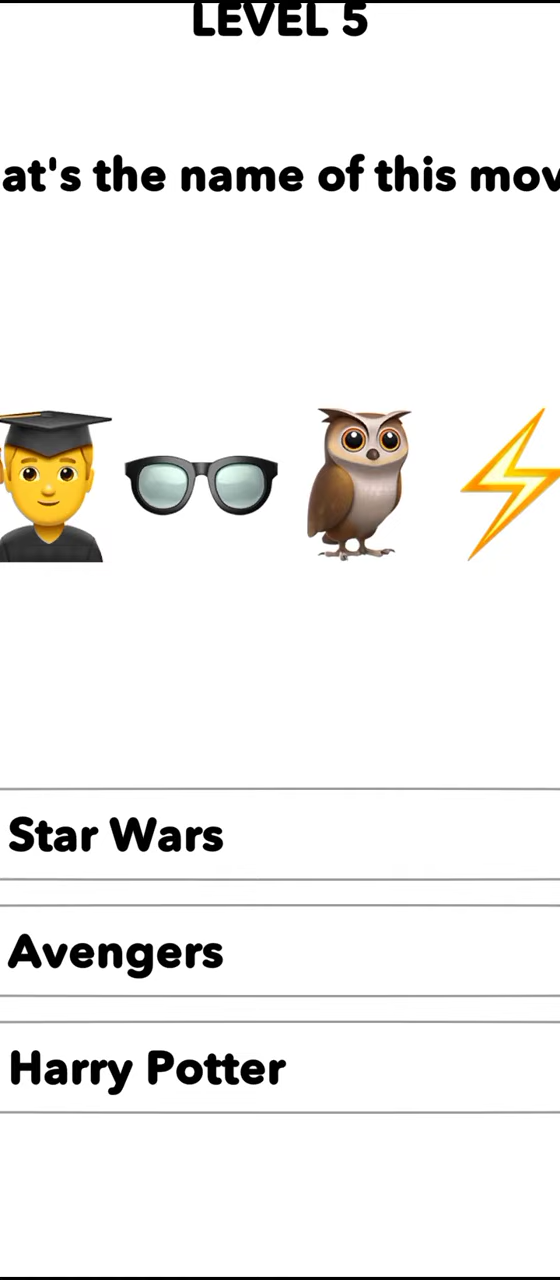 LEVEL 5
at's the name of this mov
Star Wars
Avengers
Harry Potter